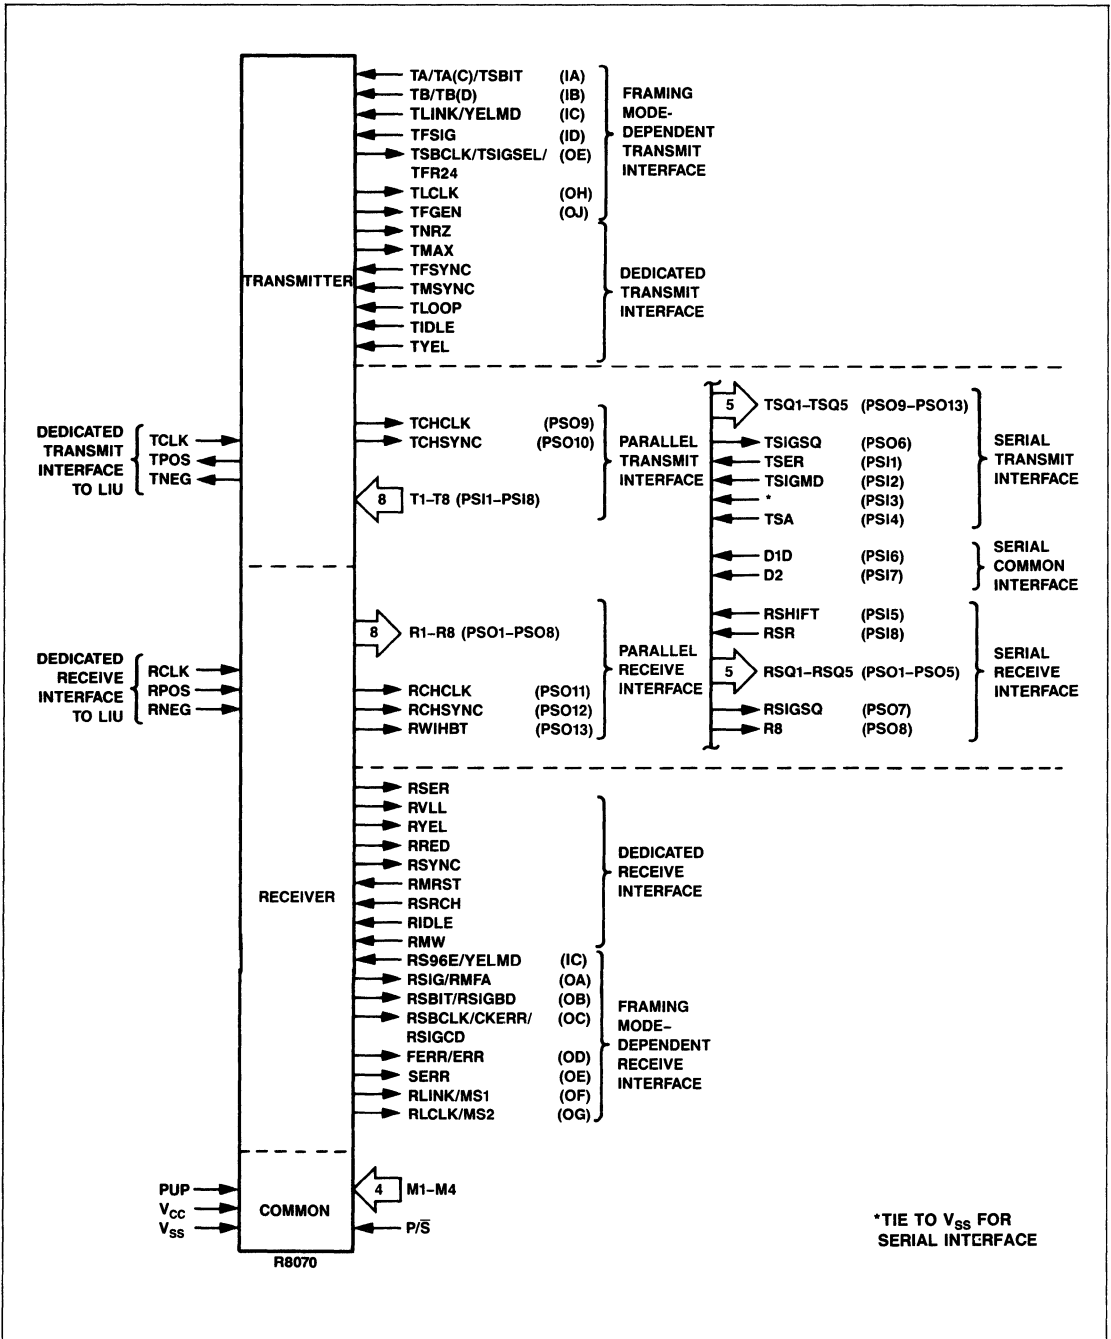 TA/TA(C)/TSBIT (IA)
TB/TB(D) (IB)
TLINK/YELMD (IC)
TFSIG (ID)
TSBCLK/TSIGSEL/ (OE)
TFR24
TLCLK (OH)
TFGEN (OJ)
FRAMING
MODE-
DEPENDENT
TRANSMIT
INTERFACE
TNRZ
TMAX
TFSYNC
TMSYNC
TLOOP
TIDLE
TYEL
DEDICATED
TRANSMIT
INTERFACE
TRANSMITTER
DEDICATED
TRANSMIT
INTERFACE
TO LIU
TCLK
TPOS
TNEG
TCHCLK (PSO9)
TCHSYNC (PSO10)
8 T1-T8 (PSI1-PSI8)
PARALLEL
TRANSMIT
INTERFACE
5 TSQ1-TSQ5 (PSO9-PSO13)
TSIGSQ (PSO6)
TSER (PSI1)
TSIGMD (PSI2)
* (PSI3)
TSA (PSI4)
SERIAL
TRANSMIT
INTERFACE
D1D (PSI6)
D2 (PSI7)
SERIAL
COMMON
INTERFACE
DEDICATED
RECEIVE
INTERFACE
TO LIU
RCLK
RPOS
RNEG
8 R1-R8 (PSO1-PSO8)
RCHCLK (PSO11)
RCHSYNC (PSO12)
RWIHBT (PSO13)
PARALLEL
RECEIVE
INTERFACE
RSHIFT (PSI5)
RSR (PSI8)
5 RSQ1-RSQ5 (PSO1-PSO5)
RSIGSQ (PSO7)
R8 (PSO8)
SERIAL
RECEIVE
INTERFACE
RSER
RVLL
RYEL
RRED
RSYNC
RMRST
RSRCH
RIDLE
RMW
DEDICATED
RECEIVE
INTERFACE
RECEIVER
RS96E/YELMD (IC)
RSIG/RMFA (OA)
RSBIT/RSIGBD (OB)
RSBCLK/CKERR/ (OC)
RSIGCD
FERR/ERR (OD)
SERR (OE)
RLINK/MS1 (OF)
RLCLK/MS2 (OG)
FRAMING
MODE-
DEPENDENT
RECEIVE
INTERFACE
PUP
VCC
VSS
COMMON
4 M1-M4
P/S̅
R8070
*TIE TO VSS FOR
SERIAL INTERFACE